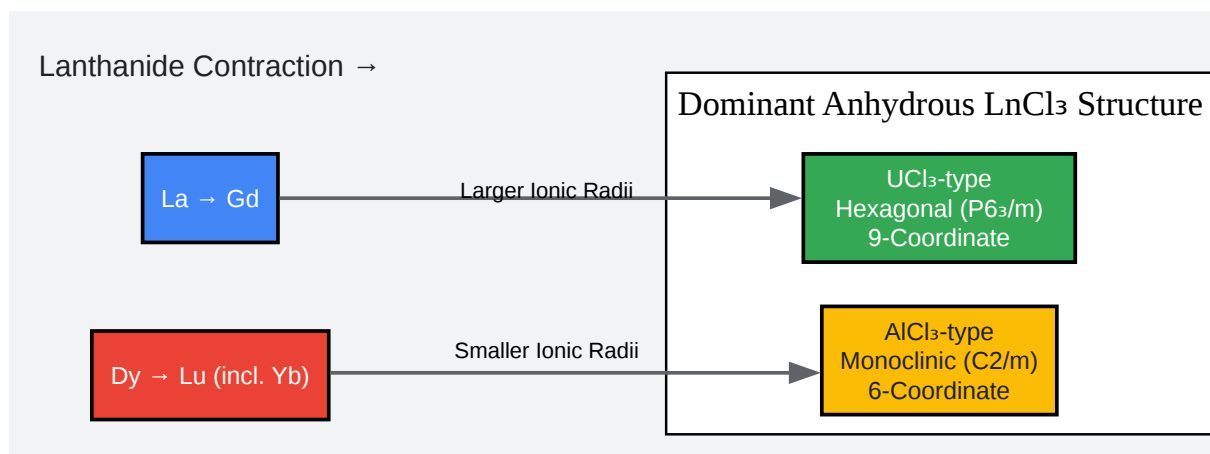 Lanthanide Contraction →
Dominant Anhydrous LnCl₃ Structure
La → Gd
Larger Ionic Radii
UCl₃-type
Hexagonal (P6₃/m)
9-Coordinate
Dy → Lu (incl. Yb)
Smaller Ionic Radii
AlCl₃-type
Monoclinic (C2/m)
6-Coordinate